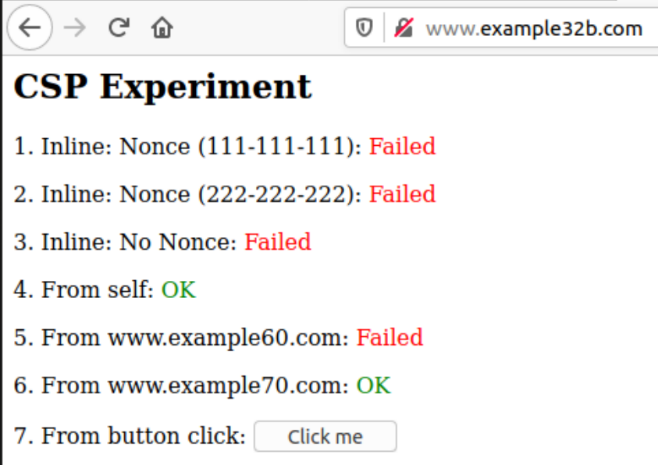 www.example32b.com
CSP Experiment
1. Inline: Nonce (111-111-111): Failed
2. Inline: Nonce (222-222-222): Failed
3. Inline: No Nonce: Failed
4. From self: OK
5. From www.example60.com: Failed
6. From www.example70.com: OK
7. From button click: Click me